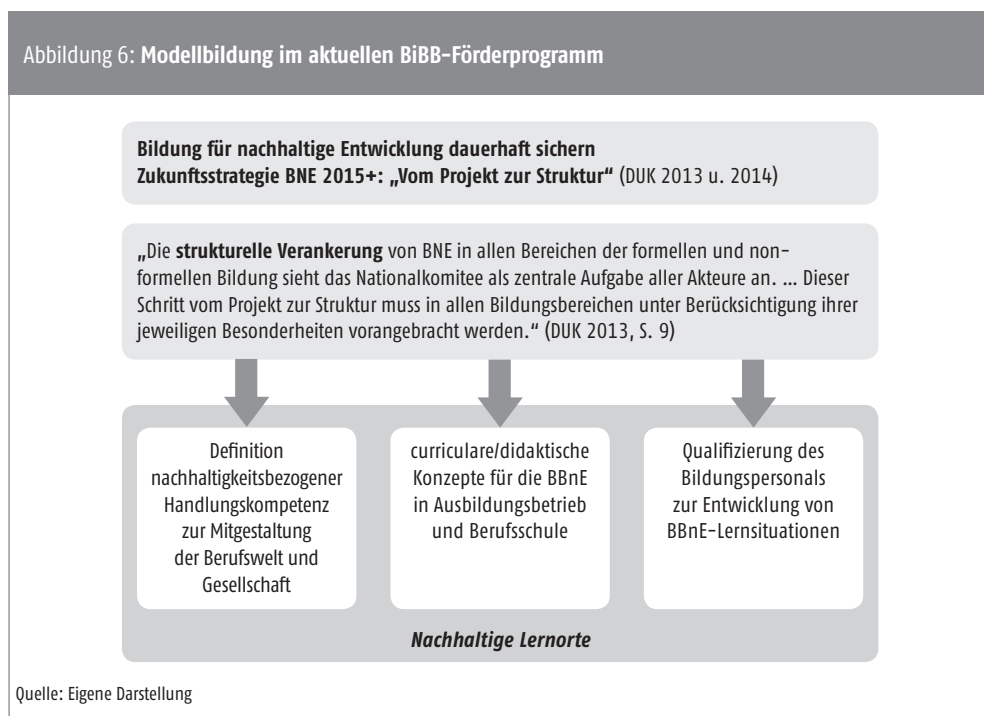 Abbildung 6: Modellbildung im aktuellen BiBB-Förderprogramm
Bildung für nachhaltige Entwicklung dauerhaft sichern
Zukunftsstrategie BNE 2015+: „Vom Projekt zur Struktur“ (DUK 2013 u. 2014)
„Die strukturelle Verankerung von BNE in allen Bereichen der formellen und non-
formellen Bildung sieht das Nationalkomitee als zentrale Aufgabe aller Akteure an. ... Dieser
Schritt vom Projekt zur Struktur muss in allen Bildungsbereichen unter Berücksichtigung ihrer
jeweiligen Besonderheiten vorangebracht werden.“ (DUK 2013, S. 9)
Definition
nachhaltigkeitsbezogener
Handlungskompetenz
zur Mitgestaltung
der Berufswelt und
Gesellschaft
curriculare/didaktische
Konzepte für die BBnE
in Ausbildungsbetrieb
und Berufsschule
Qualifizierung des
Bildungspersonals
zur Entwicklung von
BBnE-Lernsituationen
Nachhaltige Lernorte
Quelle: Eigene Darstellung